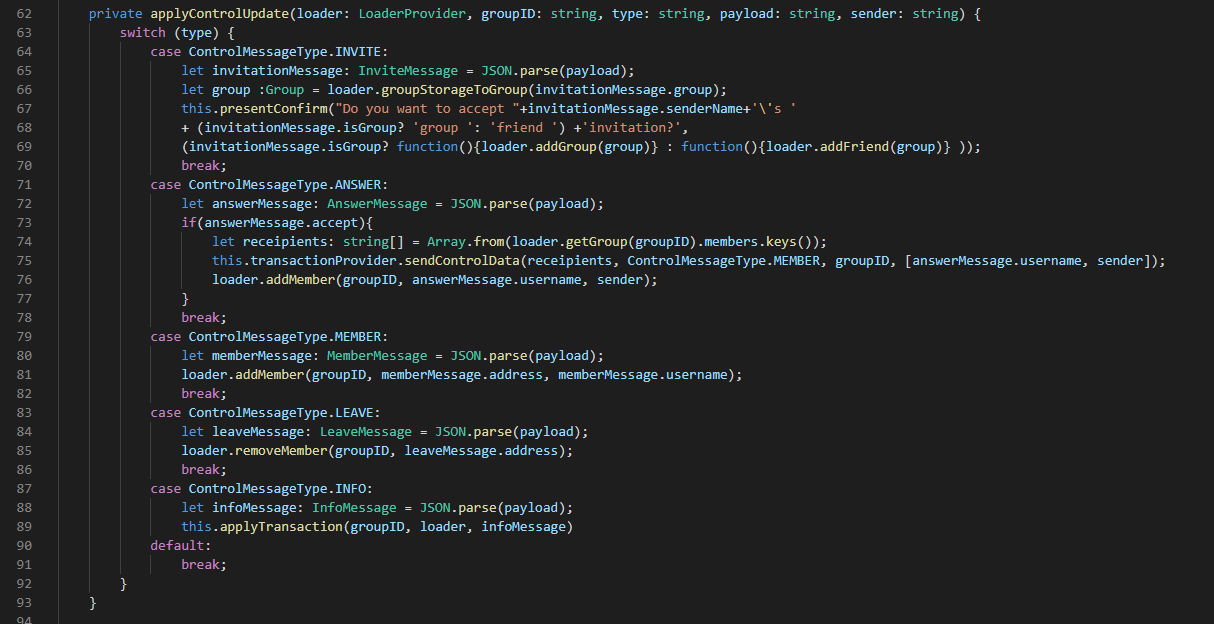 62 private applyControlUpdate(loader: LoaderProvider, groupID: string, type: string, payload: string, sender: string) {
63 switch (type) {
64 case ControlMessageType.INVITE:
65 let invitationMessage: InviteMessage = JSON.parse(payload);
66 let group :Group = loader.groupStorageToGroup(invitationMessage.group);
67 this.presentConfirm("Do you want to accept "+invitationMessage.senderName+'\'s '
68 + (invitationMessage.isGroup? 'group ': 'friend ') +'invitation?',
69 (invitationMessage.isGroup? function(){loader.addGroup(group)} : function(){loader.addFriend(group)} ));
70 break;
71 case ControlMessageType.ANSWER:
72 let answerMessage: AnswerMessage = JSON.parse(payload);
73 if(answerMessage.accept){
74 let receipients: string[] = Array.from(loader.getGroup(groupID).members.keys());
75 this.transactionProvider.sendControlData(receipients, ControlMessageType.MEMBER, groupID, [answerMessage.username, sender]);
76 loader.addMember(groupID, answerMessage.username, sender);
77 }
78 break;
79 case ControlMessageType.MEMBER:
80 let memberMessage: MemberMessage = JSON.parse(payload);
81 loader.addMember(groupID, memberMessage.address, memberMessage.username);
82 break;
83 case ControlMessageType.LEAVE:
84 let leaveMessage: LeaveMessage = JSON.parse(payload);
85 loader.removeMember(groupID, leaveMessage.address);
86 break;
87 case ControlMessageType.INFO:
88 let infoMessage: InfoMessage = JSON.parse(payload);
89 this.applyTransaction(groupID, loader, infoMessage)
90 default:
91 break;
92 }
93 }
94